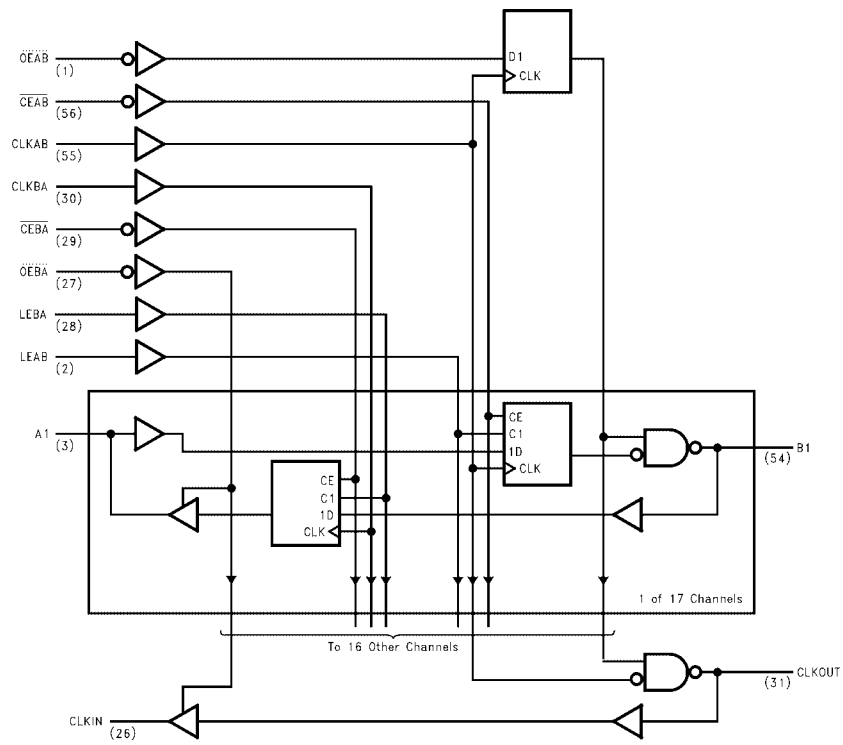 OEAB
(1)
D1
CLK
CEAB
(56)
CLKAB
(55)
CLKBA
(30)
CEBA
(29)
OEBA
(27)
LEBA
(28)
LEAB
(2)
A1
(3)
CE
C1
1D
CLK
B1
(54)
CE
C1
1D
CLK
1 of 17 Channels
To 16 Other Channels
CLKOUT
(31)
CLKIN
(26)